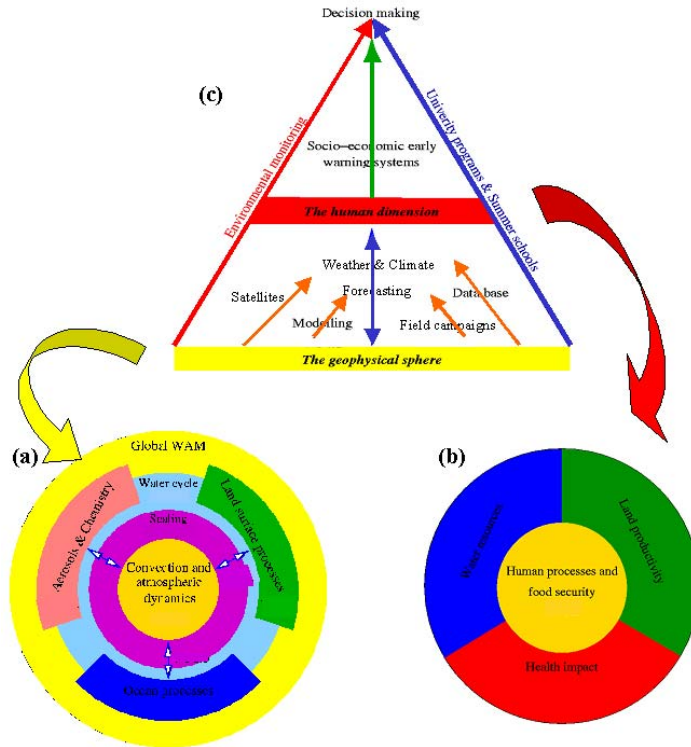 Decision making
(c)
Environmental monitoring
Univerity programs & Summer schools
Socio-economic early
warning systems
The human dimension
Weather & Climate
Forecasting
Satellites
Data base
Modelling
Field campaigns
The geophysical sphere
(a)
Global WAM
Water cycle
Scaling
Aerosols & Chemistry
Land surface processes
Convection and
atmospheric
dynamics
Ocean processes
(b)
Water resources
Land productivity
Human processes and
food security
Health impact